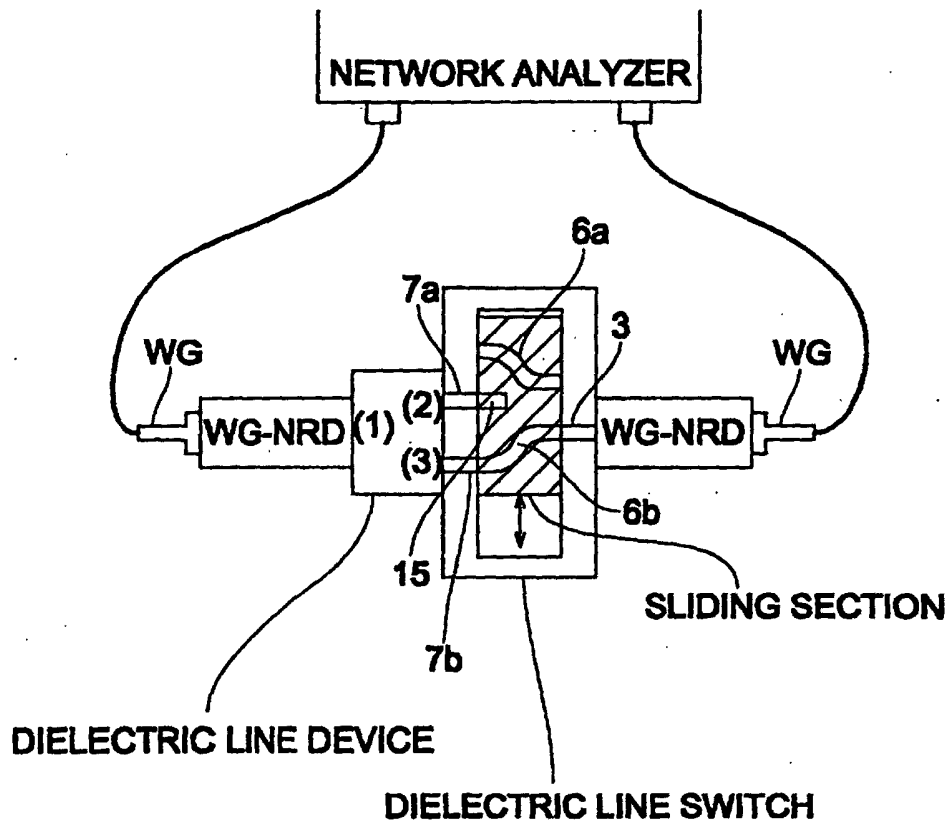 NETWORK ANALYZER
6a
7a
3
WG
WG
WG-NRD
(1)
(2)
WG-NRD
(3)
6b
15
SLIDING SECTION
7b
DIELECTRIC LINE DEVICE
DIELECTRIC LINE SWITCH